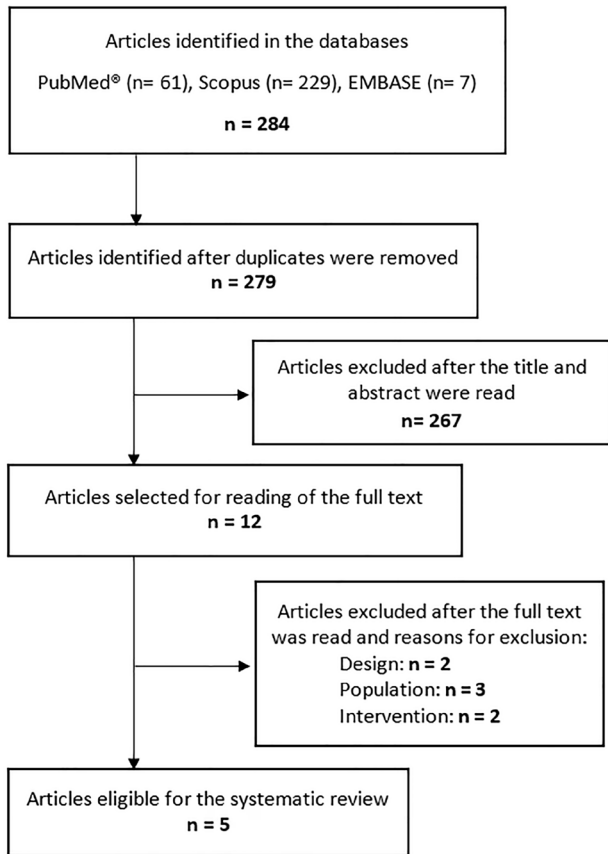 Articles identified in the databases
PubMed® (n= 61), Scopus (n= 229), EMBASE (n= 7)
n = 284
Articles identified after duplicates were removed
n = 279
Articles excluded after the title and
abstract were read
n= 267
Articles selected for reading of the full text
n = 12
Articles excluded after the full text
was read and reasons for exclusion:
Design: n = 2
Population: n = 3
Intervention: n = 2
Articles eligible for the systematic review
n = 5